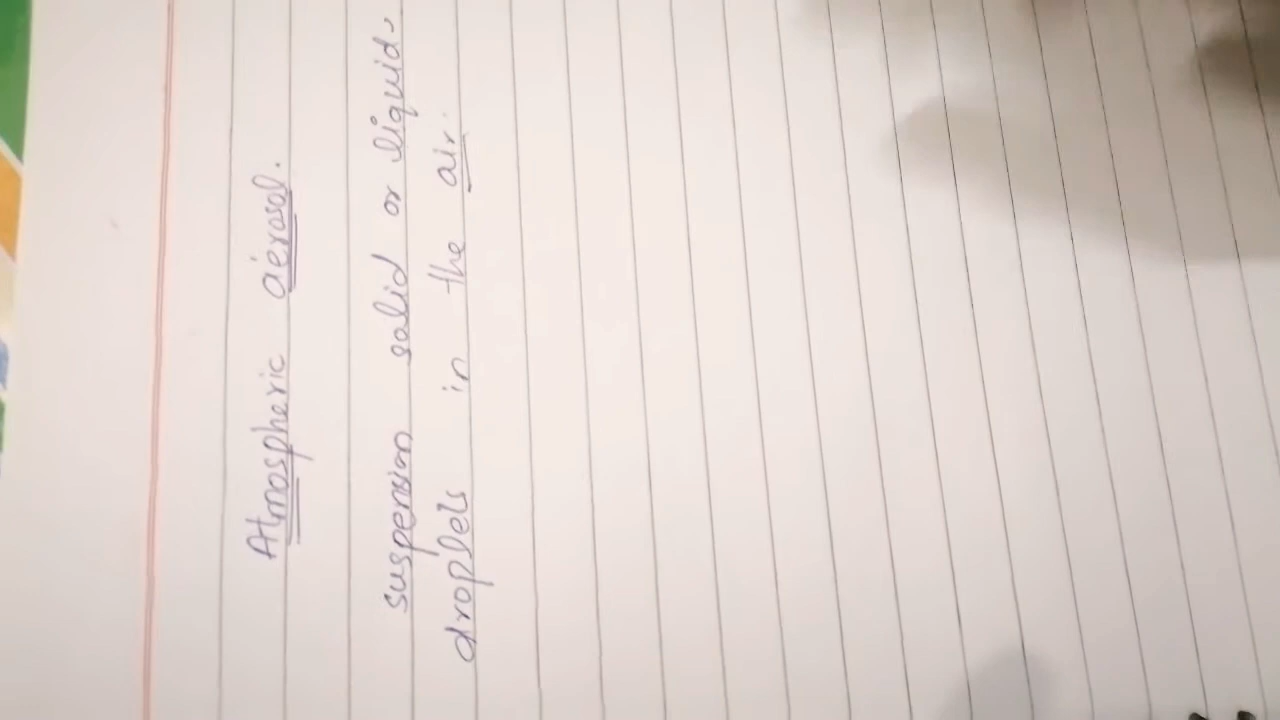 Atmospheric aerosol.
suspension solid or liquid,
droplets in the air.